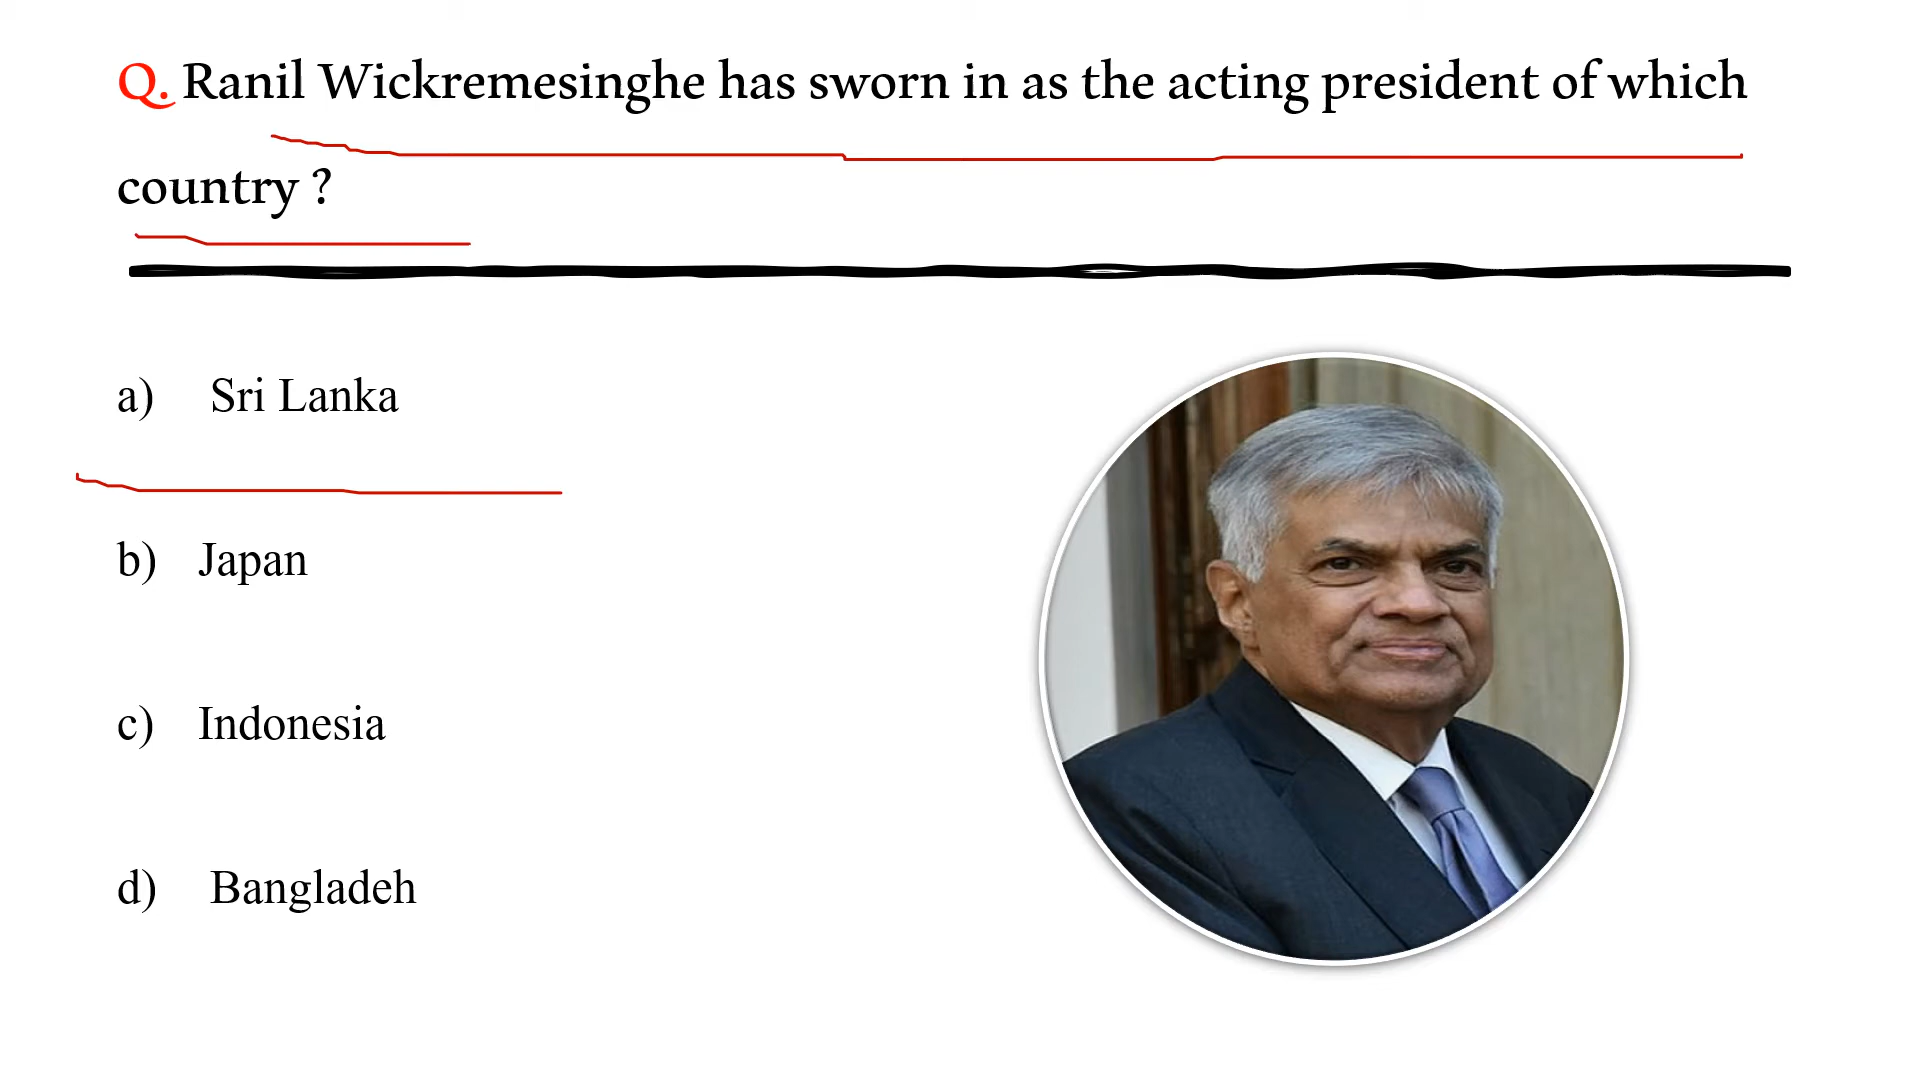 Q. Ranil Wickremesinghe has sworn in as the acting president of which
country ?
a) Sri Lanka
b) Japan
c) Indonesia
d) Bangladeh